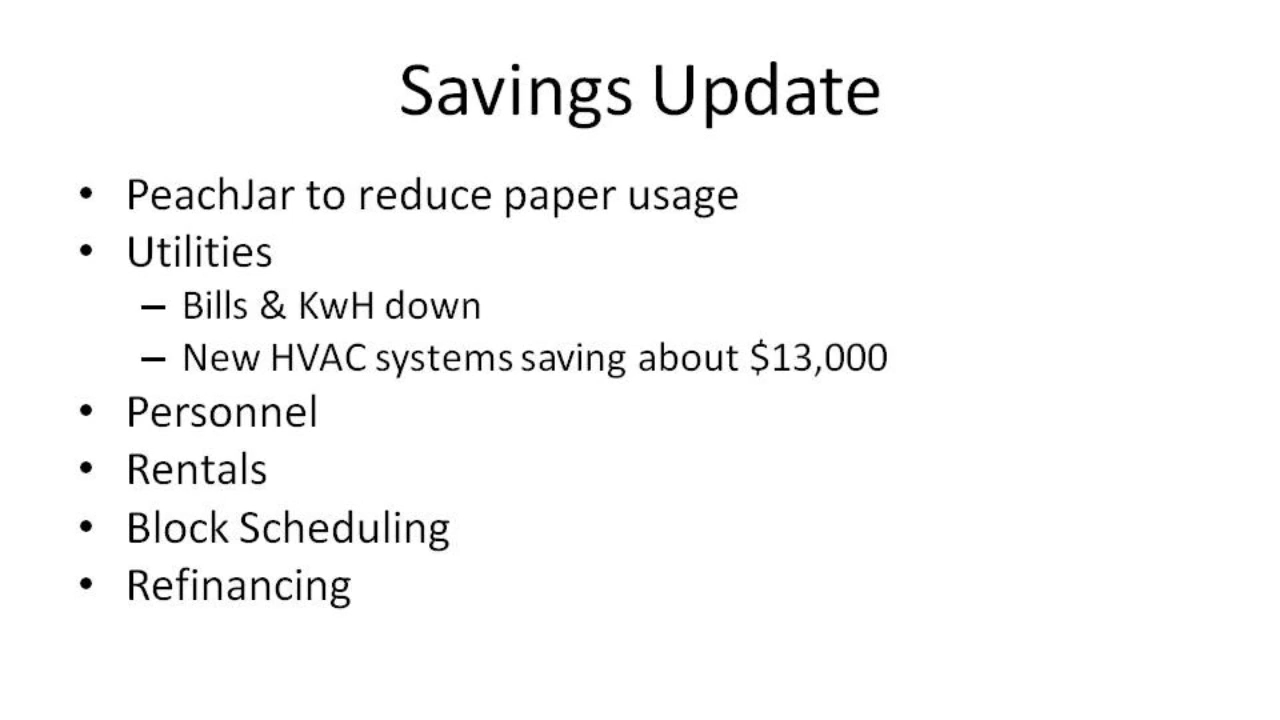 Savings Update
• PeachJar to reduce paper usage
• Utilities
– Bills & KwH down
– New HVAC systems saving about $13,000
• Personnel
• Rentals
• Block Scheduling
• Refinancing